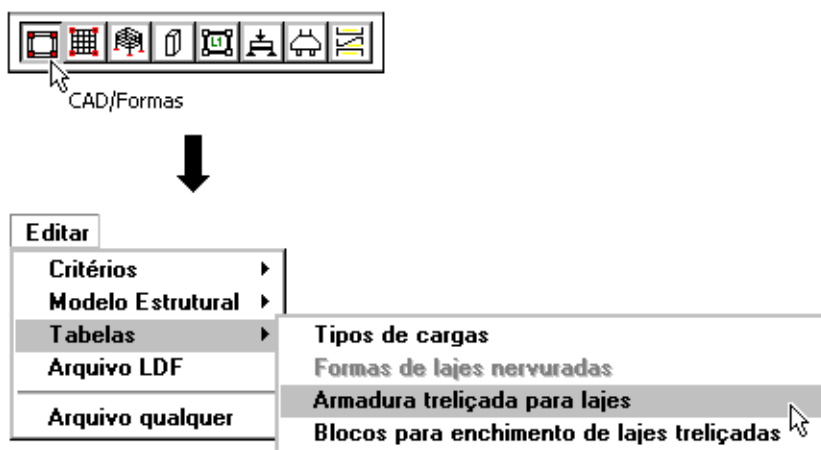 L1
CAD/Formas
Editar
Critérios
Modelo Estrutural
Tabelas
Arquivo LDF
Arquivo qualquer
Tipos de cargas
Formas de lajes nervuradas
Armadura treliçada para lajes
Blocos para enchimento de lajes treliçadas